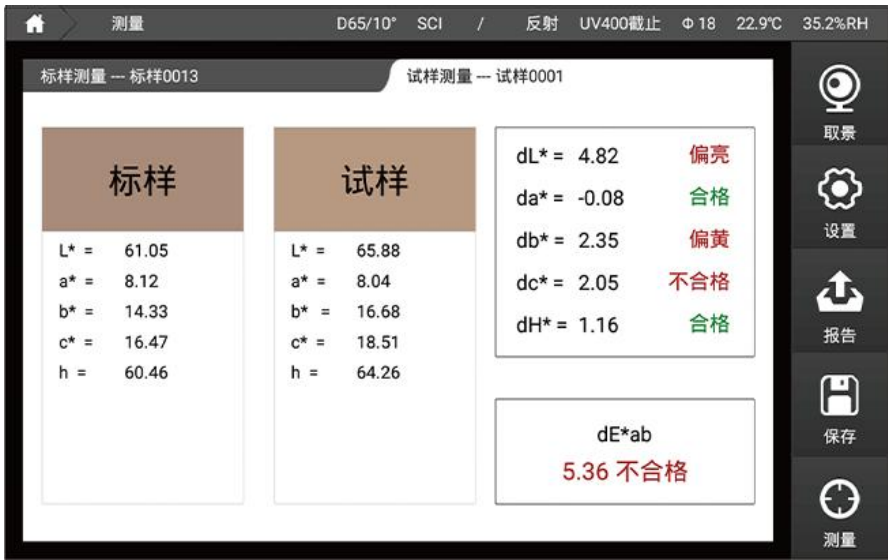 测量 D65/10° SCI / 反射 UV400截止 Φ 18 22.9℃ 35.2%RH
标样测量 --- 标样0013
试样测量 --- 试样0001
标样
L* = 61.05
a* = 8.12
b* = 14.33
c* = 16.47
h = 60.46
试样
L* = 65.88
a* = 8.04
b* = 16.68
c* = 18.51
h = 64.26
dL* = 4.82 偏亮
da* = -0.08 合格
db* = 2.35 偏黄
dc* = 2.05 不合格
dH* = 1.16 合格
dE*ab
5.36 不合格
取景
设置
报告
保存
测量